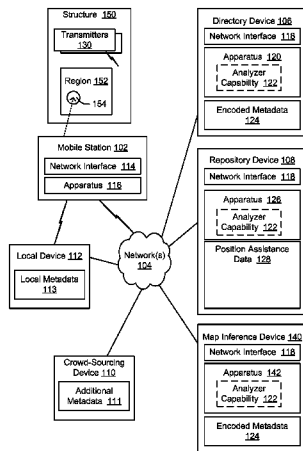 Structure 150
Transmitters
130
Region
152
154
Mobile Station 102
Network Interface 114
Apparatus 116
Local Device 112
Local Metadata
113
Network(s)
104
Crowd-Sourcing
Device 110
Additional
Metadata 111
Directory Device 106
Network Interface 118
Apparatus 120
Analyzer
Capability 122
Encoded Metadata
124
Repository Device 108
Network Interface 118
Apparatus 126
Analyzer
Capability 122
Position Assistance
Data 128
Map Inference Device 140
Network Interface 118
Apparatus 142
Analyzer
Capability 122
Encoded Metadata
124